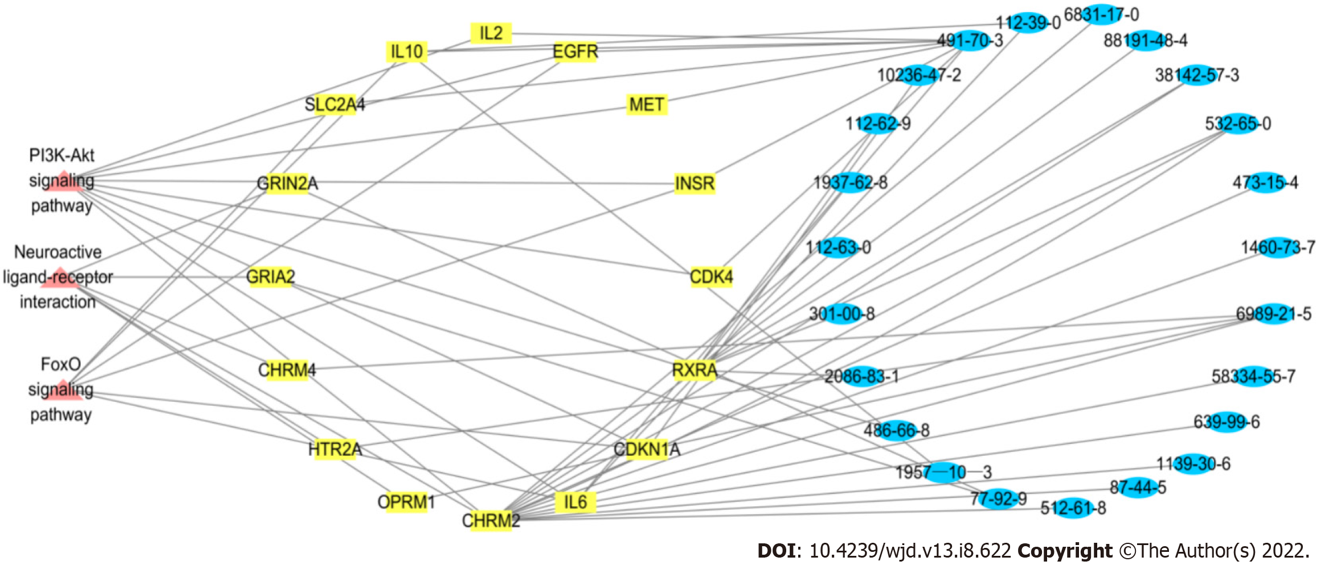 IL2
IL10
EGFR
SLC2A4
MET
PI3K-Akt
signaling
pathway
GRIN2A
INSR
Neuroactive
ligand-receptor
interaction
GRIA2
CDK4
FoxO
signaling
pathway
CHRM4
RXRA
HTR2A
CDKN1A
OPRM1
IL6
CHRM2
112-39-0
6831-17-0
491-70-3
88191-48-4
10236-47-2
38142-57-3
112-62-9
532-65-0
1937-62-8
473-15-4
112-63-0
1460-73-7
301-00-8
6989-21-5
2086-83-1
58334-55-7
486-66-8
639-99-6
1957—10—3
1139-30-6
77-92-9
87-44-5
512-61-8
DOI: 10.4239/wjd.v13.i8.622 Copyright ©The Author(s) 2022.